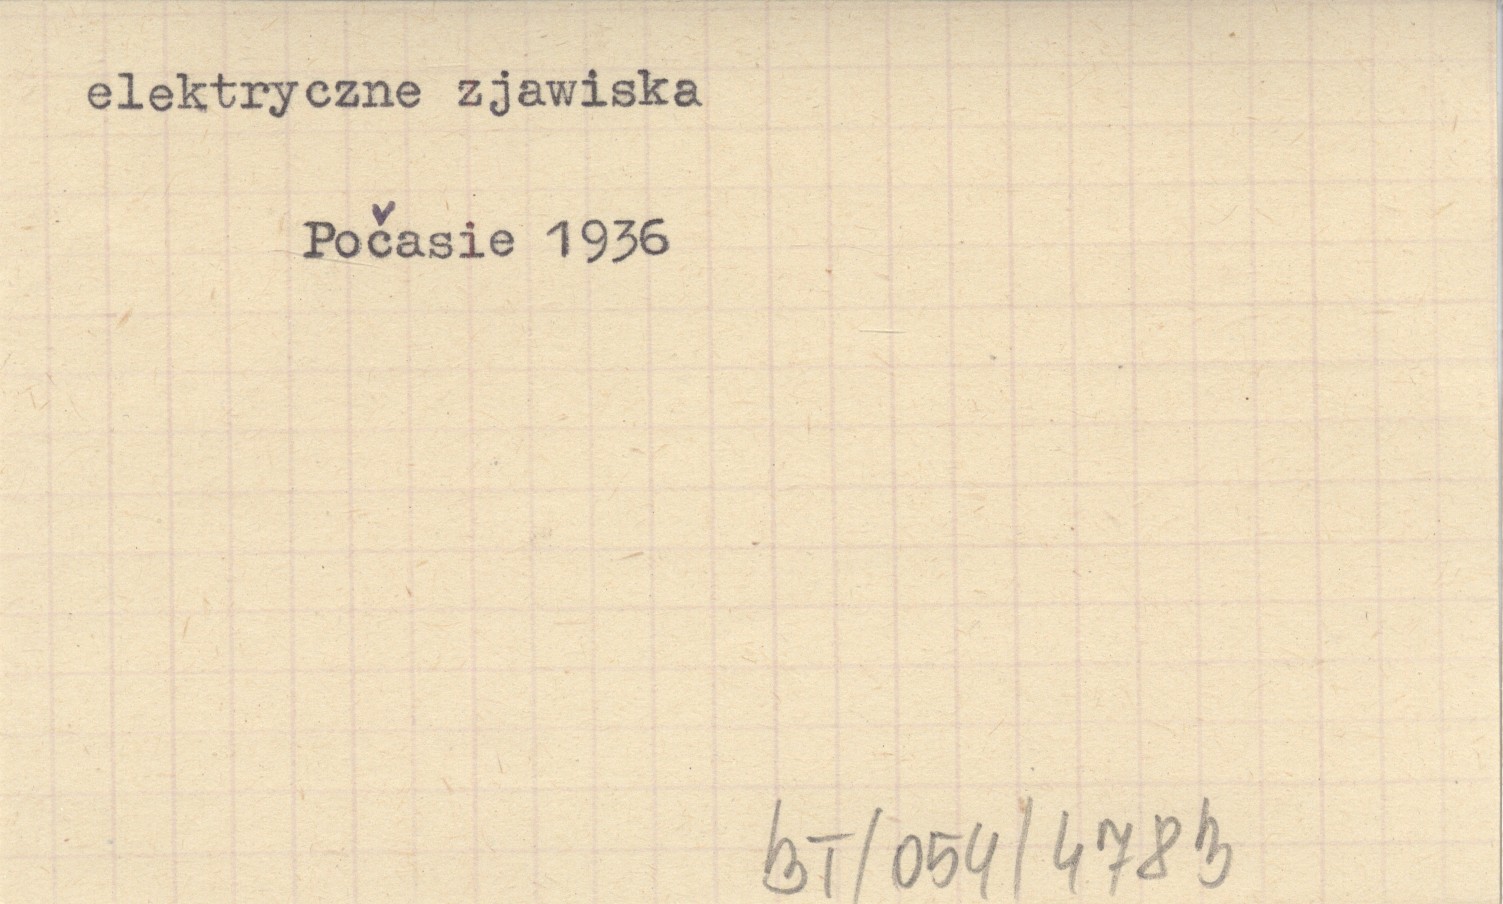 elektryczne zjawiska
Počasie 1936
BT/054/4783